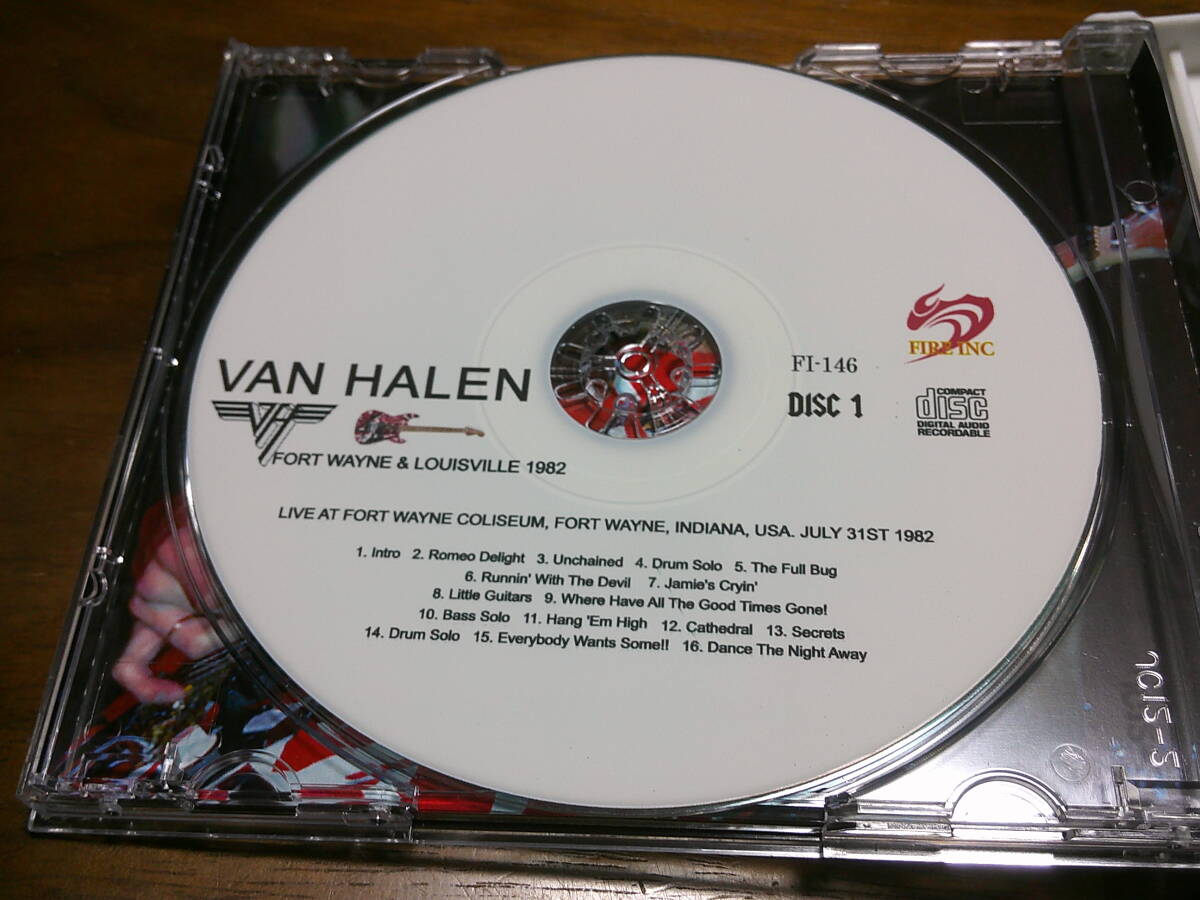 VAN HALEN
VH
FORT WAYNE & LOUISVILLE 1982
FIRE INC
FI-146
DISC 1
COMPACT
disc
DIGITAL AUDIO
RECORDABLE
LIVE AT FORT WAYNE COLISEUM, FORT WAYNE, INDIANA, USA. JULY 31ST 1982
1. Intro 2. Romeo Delight 3. Unchained 4. Drum Solo 5. The Full Bug
6. Runnin' With The Devil 7. Jamie's Cryin'
8. Little Guitars 9. Where Have All The Good Times Gone!
10. Bass Solo 11. Hang 'Em High 12. Cathedral 13. Secrets
14. Drum Solo 15. Everybody Wants Some!! 16. Dance The Night Away